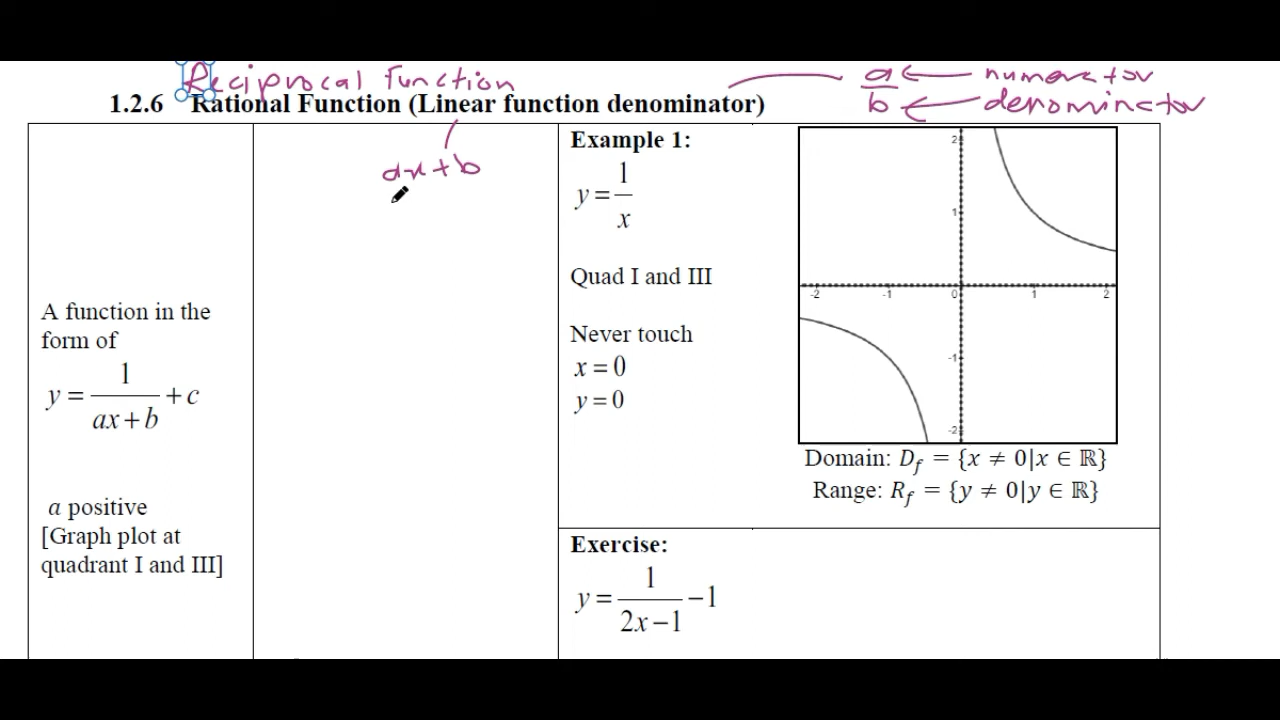 Reciprocal Function
a ← numerator
1.2.6 Rational Function (Linear function denominator)
b ← denominator
ax+b
A function in the
form of
y = 1/(ax+b) + c
a positive
[Graph plot at
quadrant I and III]
Example 1:
y = 1/x
Quad I and III
Never touch
x = 0
y = 0
2
1
-2 -1 0 1 2
-1
-2
Domain: D_f = {x ≠ 0|x ∈ ℝ}
Range: R_f = {y ≠ 0|y ∈ ℝ}
Exercise:
y = 1/(2x−1) −1